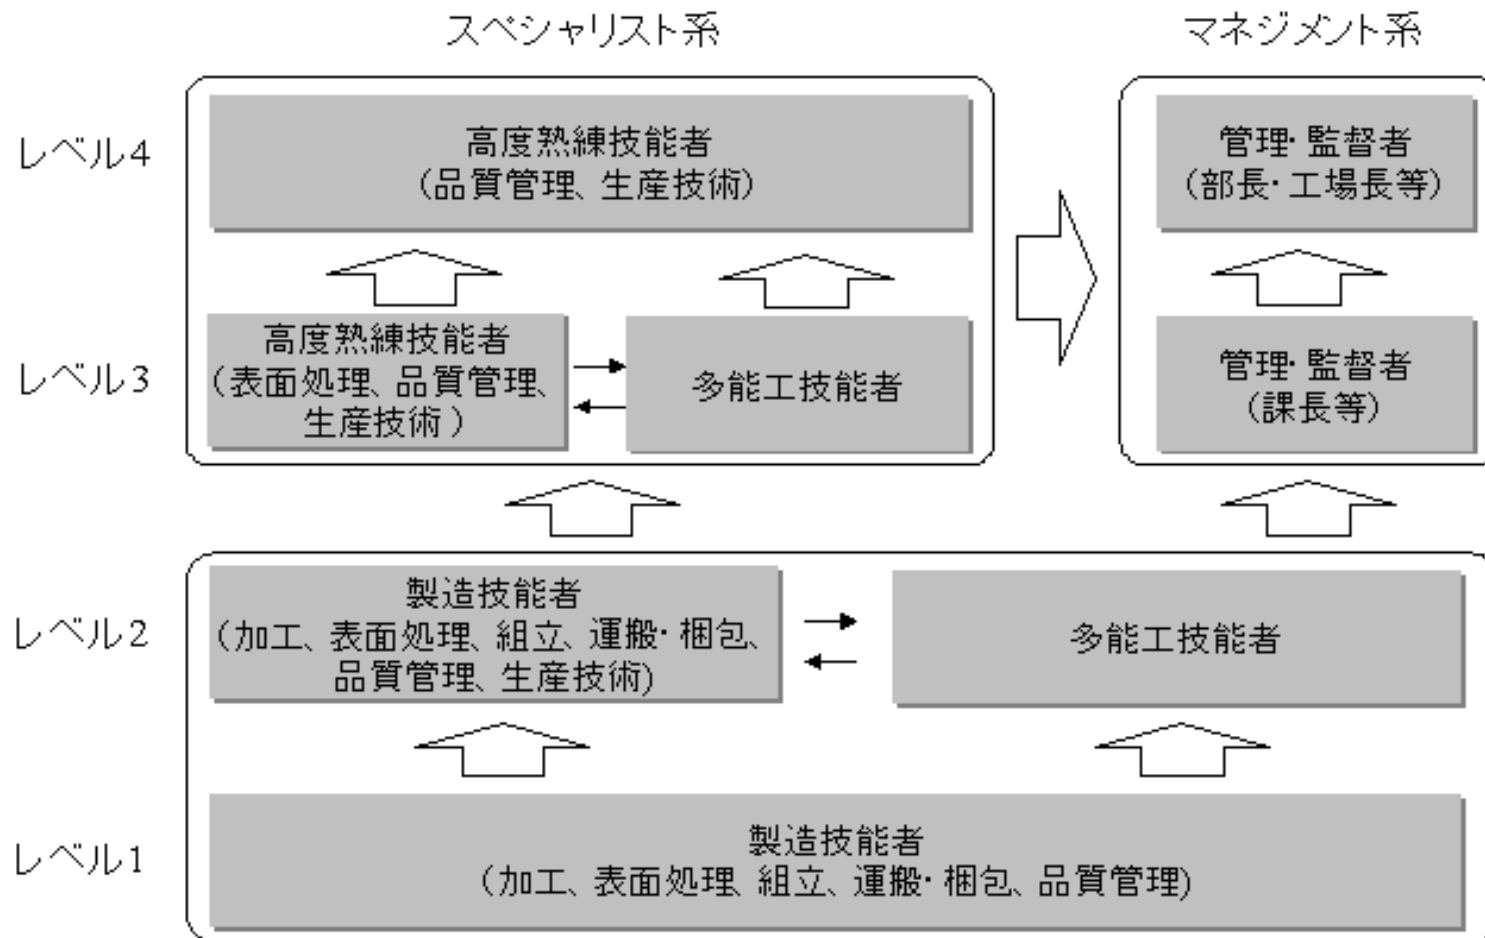 スペシャリスト系
マネジメント系
レベル4
高度熟練技能者
(品質管理、生産技術)
管理・監督者
(部長・工場長等)
レベル3
高度熟練技能者
(表面処理、品質管理、
生産技術)
多能工技能者
管理・監督者
(課長等)
レベル2
製造技能者
(加工、表面処理、組立、運搬・梱包、
品質管理、生産技術)
多能工技能者
レベル1
製造技能者
(加工、表面処理、組立、運搬・梱包、品質管理)